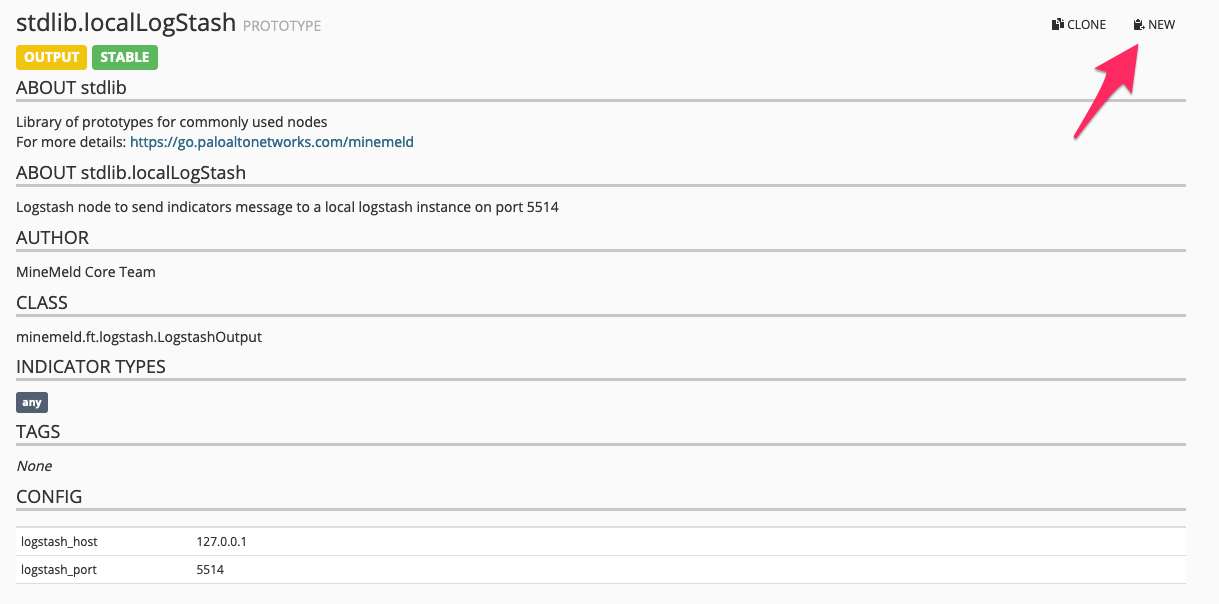 stdlib.localLogStash PROTOTYPE
CLONE NEW
OUTPUT STABLE
ABOUT stdlib
Library of prototypes for commonly used nodes
For more details: https://go.paloaltonetworks.com/minemeld
ABOUT stdlib.localLogStash
Logstash node to send indicators message to a local logstash instance on port 5514
AUTHOR
MineMeld Core Team
CLASS
minemeld.ft.logstash.LogstashOutput
INDICATOR TYPES
any
TAGS
None
CONFIG
logstash_host 127.0.0.1
logstash_port 5514